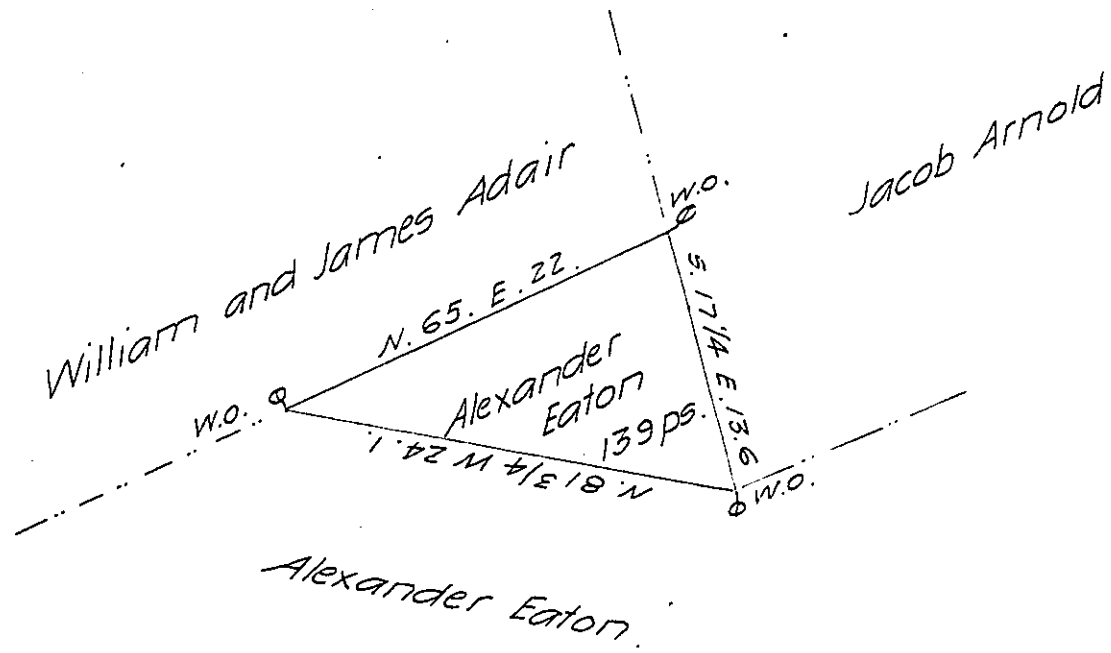 William and James Adair
Jacob Arnold
W.O.
N. 65. E. 22.
S. 17 1/4 E. 13.6
Alexander
Eaton
139 ps.
W.O.
N. 81 3/4 W 24.1.
W.O.
Alexander Eaton.